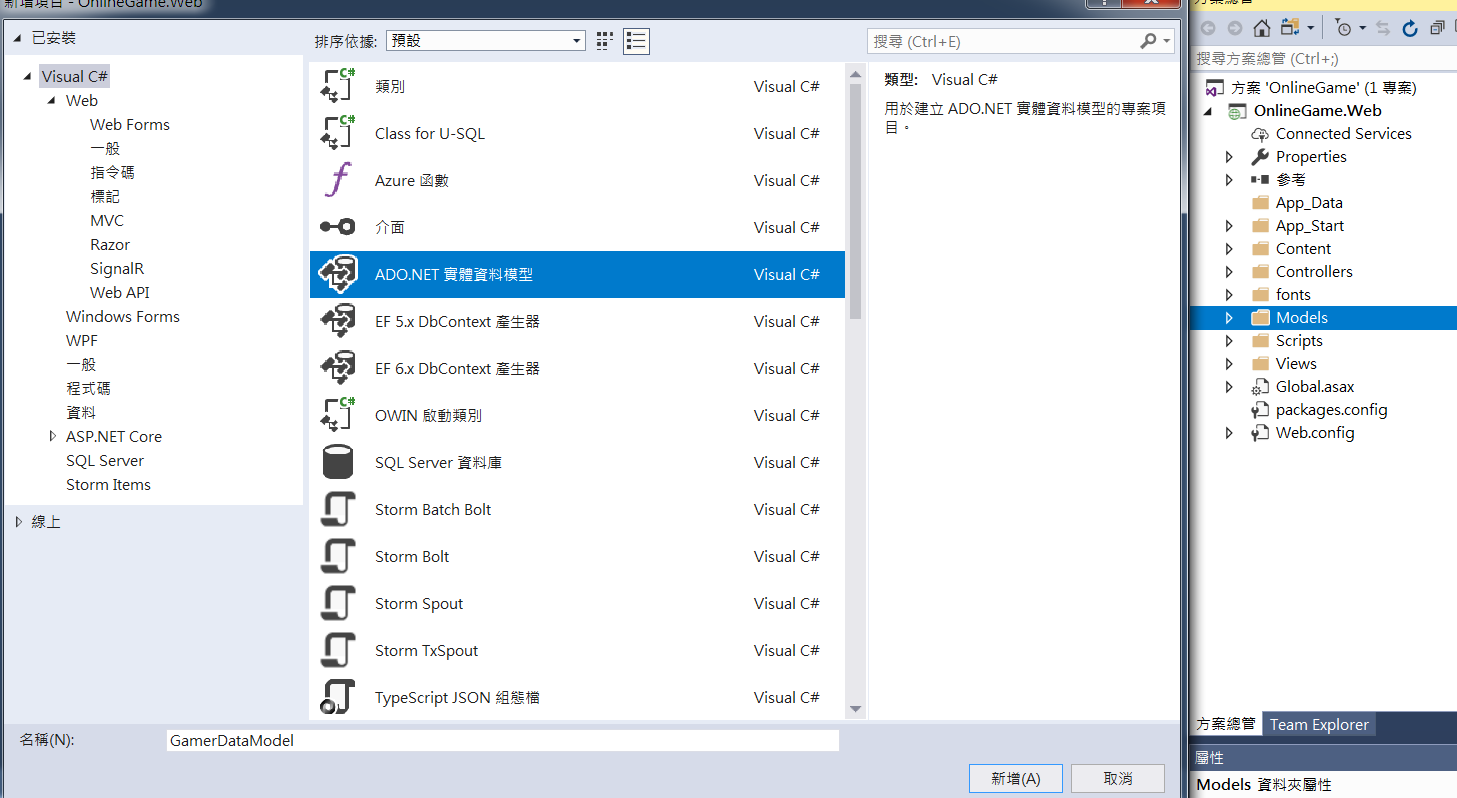 新增項目 - OnlineGame.Web
已安裝
排序依據: 預設
搜尋 (Ctrl+E)
Visual C#
Web
Web Forms
一般
指令碼
標記
MVC
Razor
SignalR
Web API
Windows Forms
WPF
一般
程式碼
資料
ASP.NET Core
SQL Server
Storm Items
線上
類別 Visual C#
Class for U-SQL Visual C#
Azure 函數 Visual C#
介面 Visual C#
ADO.NET 實體資料模型 Visual C#
EF 5.x DbContext 產生器 Visual C#
EF 6.x DbContext 產生器 Visual C#
OWIN 啟動類別 Visual C#
SQL Server 資料庫 Visual C#
Storm Batch Bolt Visual C#
Storm Bolt Visual C#
Storm Spout Visual C#
Storm TxSpout Visual C#
TypeScript JSON 組態檔 Visual C#
類型: Visual C#
用於建立 ADO.NET 實體資料模型的專案項
目。
名稱(N): GamerDataModel
新增(A) 取消
方案總管
搜尋方案總管 (Ctrl+;)
方案 'OnlineGame' (1 專案)
OnlineGame.Web
Connected Services
Properties
參考
App_Data
App_Start
Content
Controllers
fonts
Models
Scripts
Views
Global.asax
packages.config
Web.config
方案總管 Team Explorer
屬性
Models 資料夾屬性